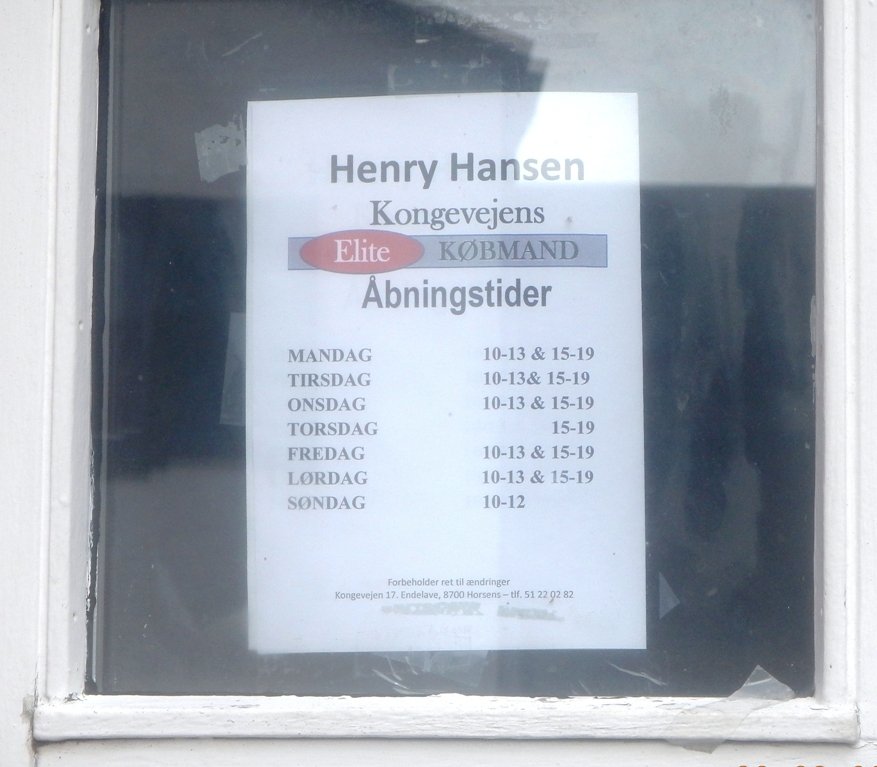 Henry Hansen
Kongevejens
Elite KØBMAND
Åbningstider
MANDAG 10-13 & 15-19
TIRSDAG 10-13& 15-19
ONSDAG 10-13 & 15-19
TORSDAG 15-19
FREDAG 10-13 & 15-19
LØRDAG 10-13 & 15-19
SØNDAG 10-12
Forbeholder ret til ændringer
Kongevejen 17. Endelave, 8700 Horsens – tlf. 51 22 02 82